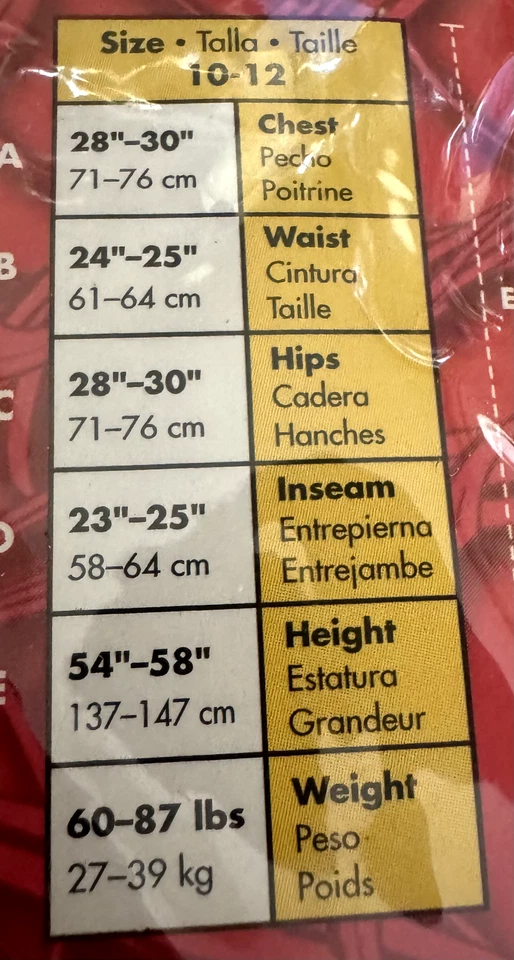 Size • Talla • Taille
10-12
A
28"–30"
71–76 cm
Chest
Pecho
Poitrine
B
24"–25"
61–64 cm
Waist
Cintura
Taille
E
C
28"–30"
71–76 cm
Hips
Cadera
Hanches
D
23"–25"
58–64 cm
Inseam
Entrepierna
Entrejambe
E
54"–58"
137–147 cm
Height
Estatura
Grandeur
60–87 lbs
27–39 kg
Weight
Peso
Poids